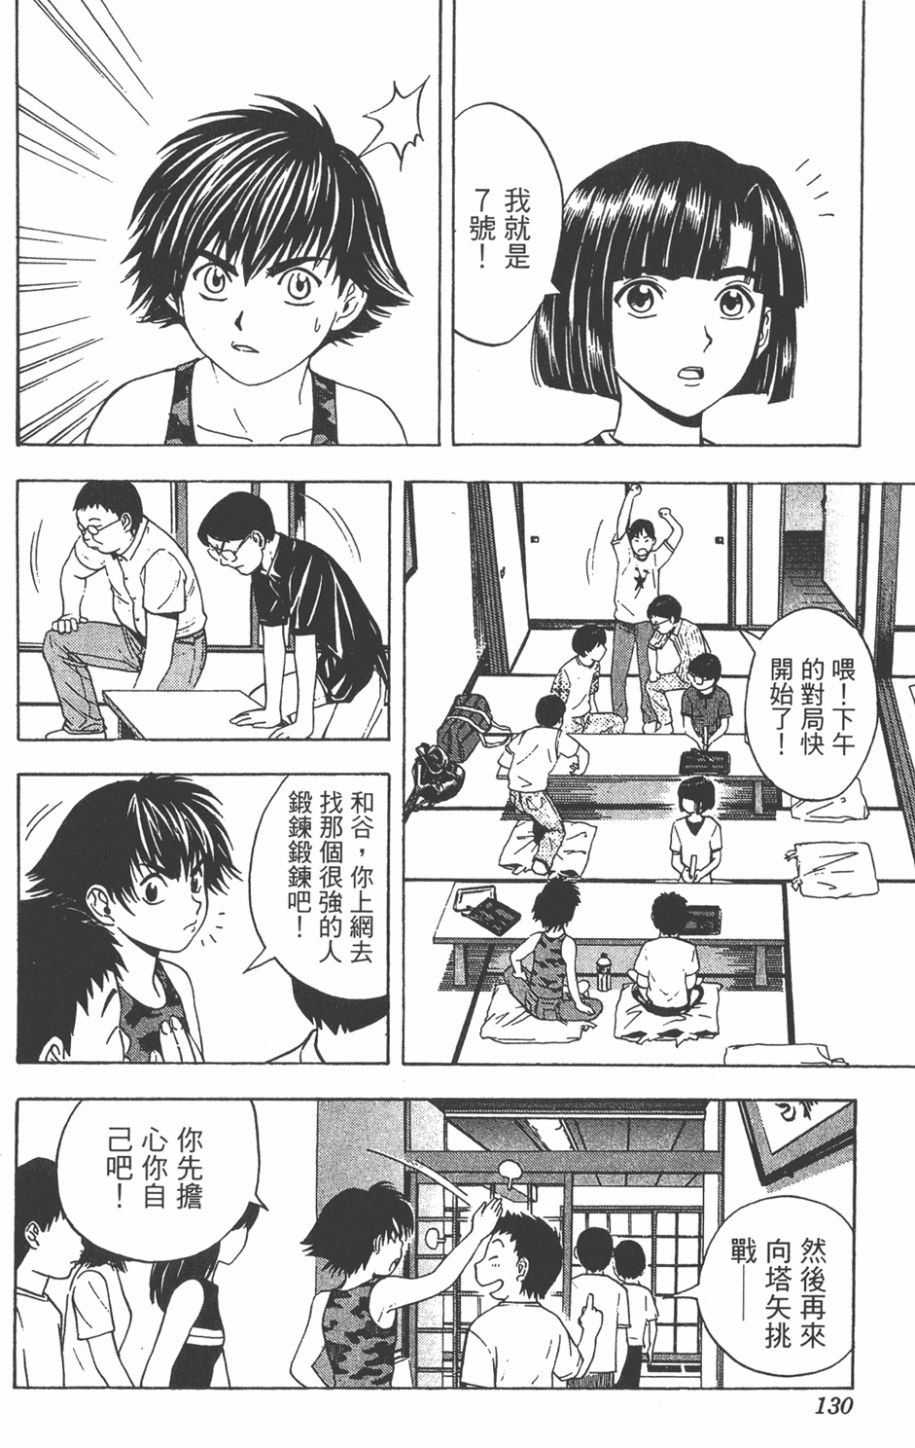 我就是
7號！
喂！下午
的對局快
開始了！
和谷，你上網去
找那個很強的人
鍛鍊鍛鍊吧！
然後再來
向塔矢挑
戰——
你先擔
心你自
己吧！
130